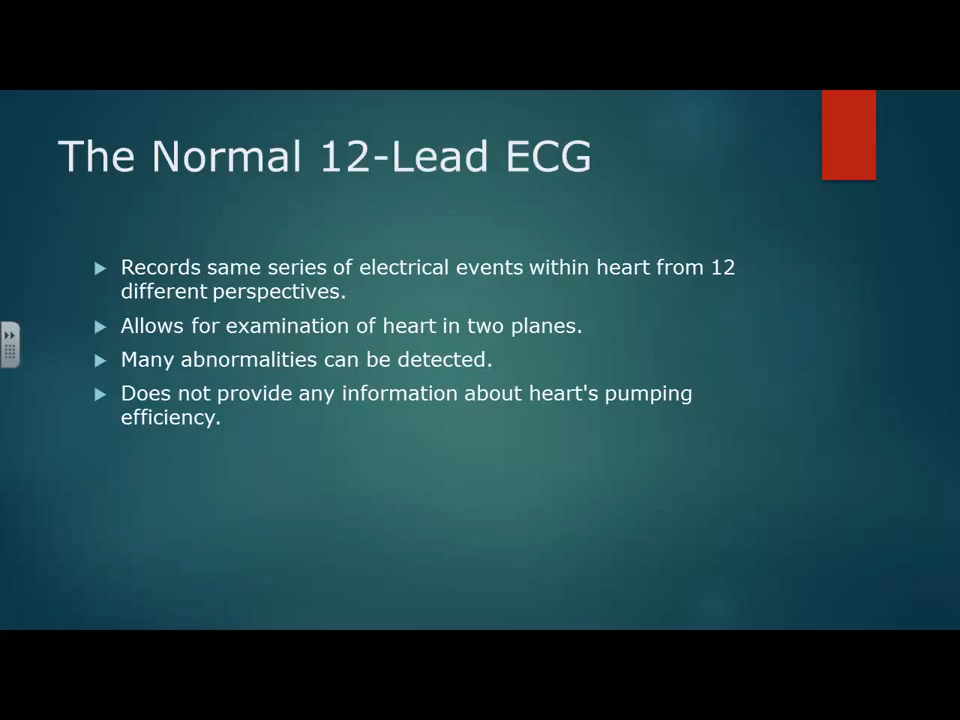 The Normal 12-Lead ECG
Records same series of electrical events within heart from 12
different perspectives.
Allows for examination of heart in two planes.
Many abnormalities can be detected.
Does not provide any information about heart's pumping
efficiency.